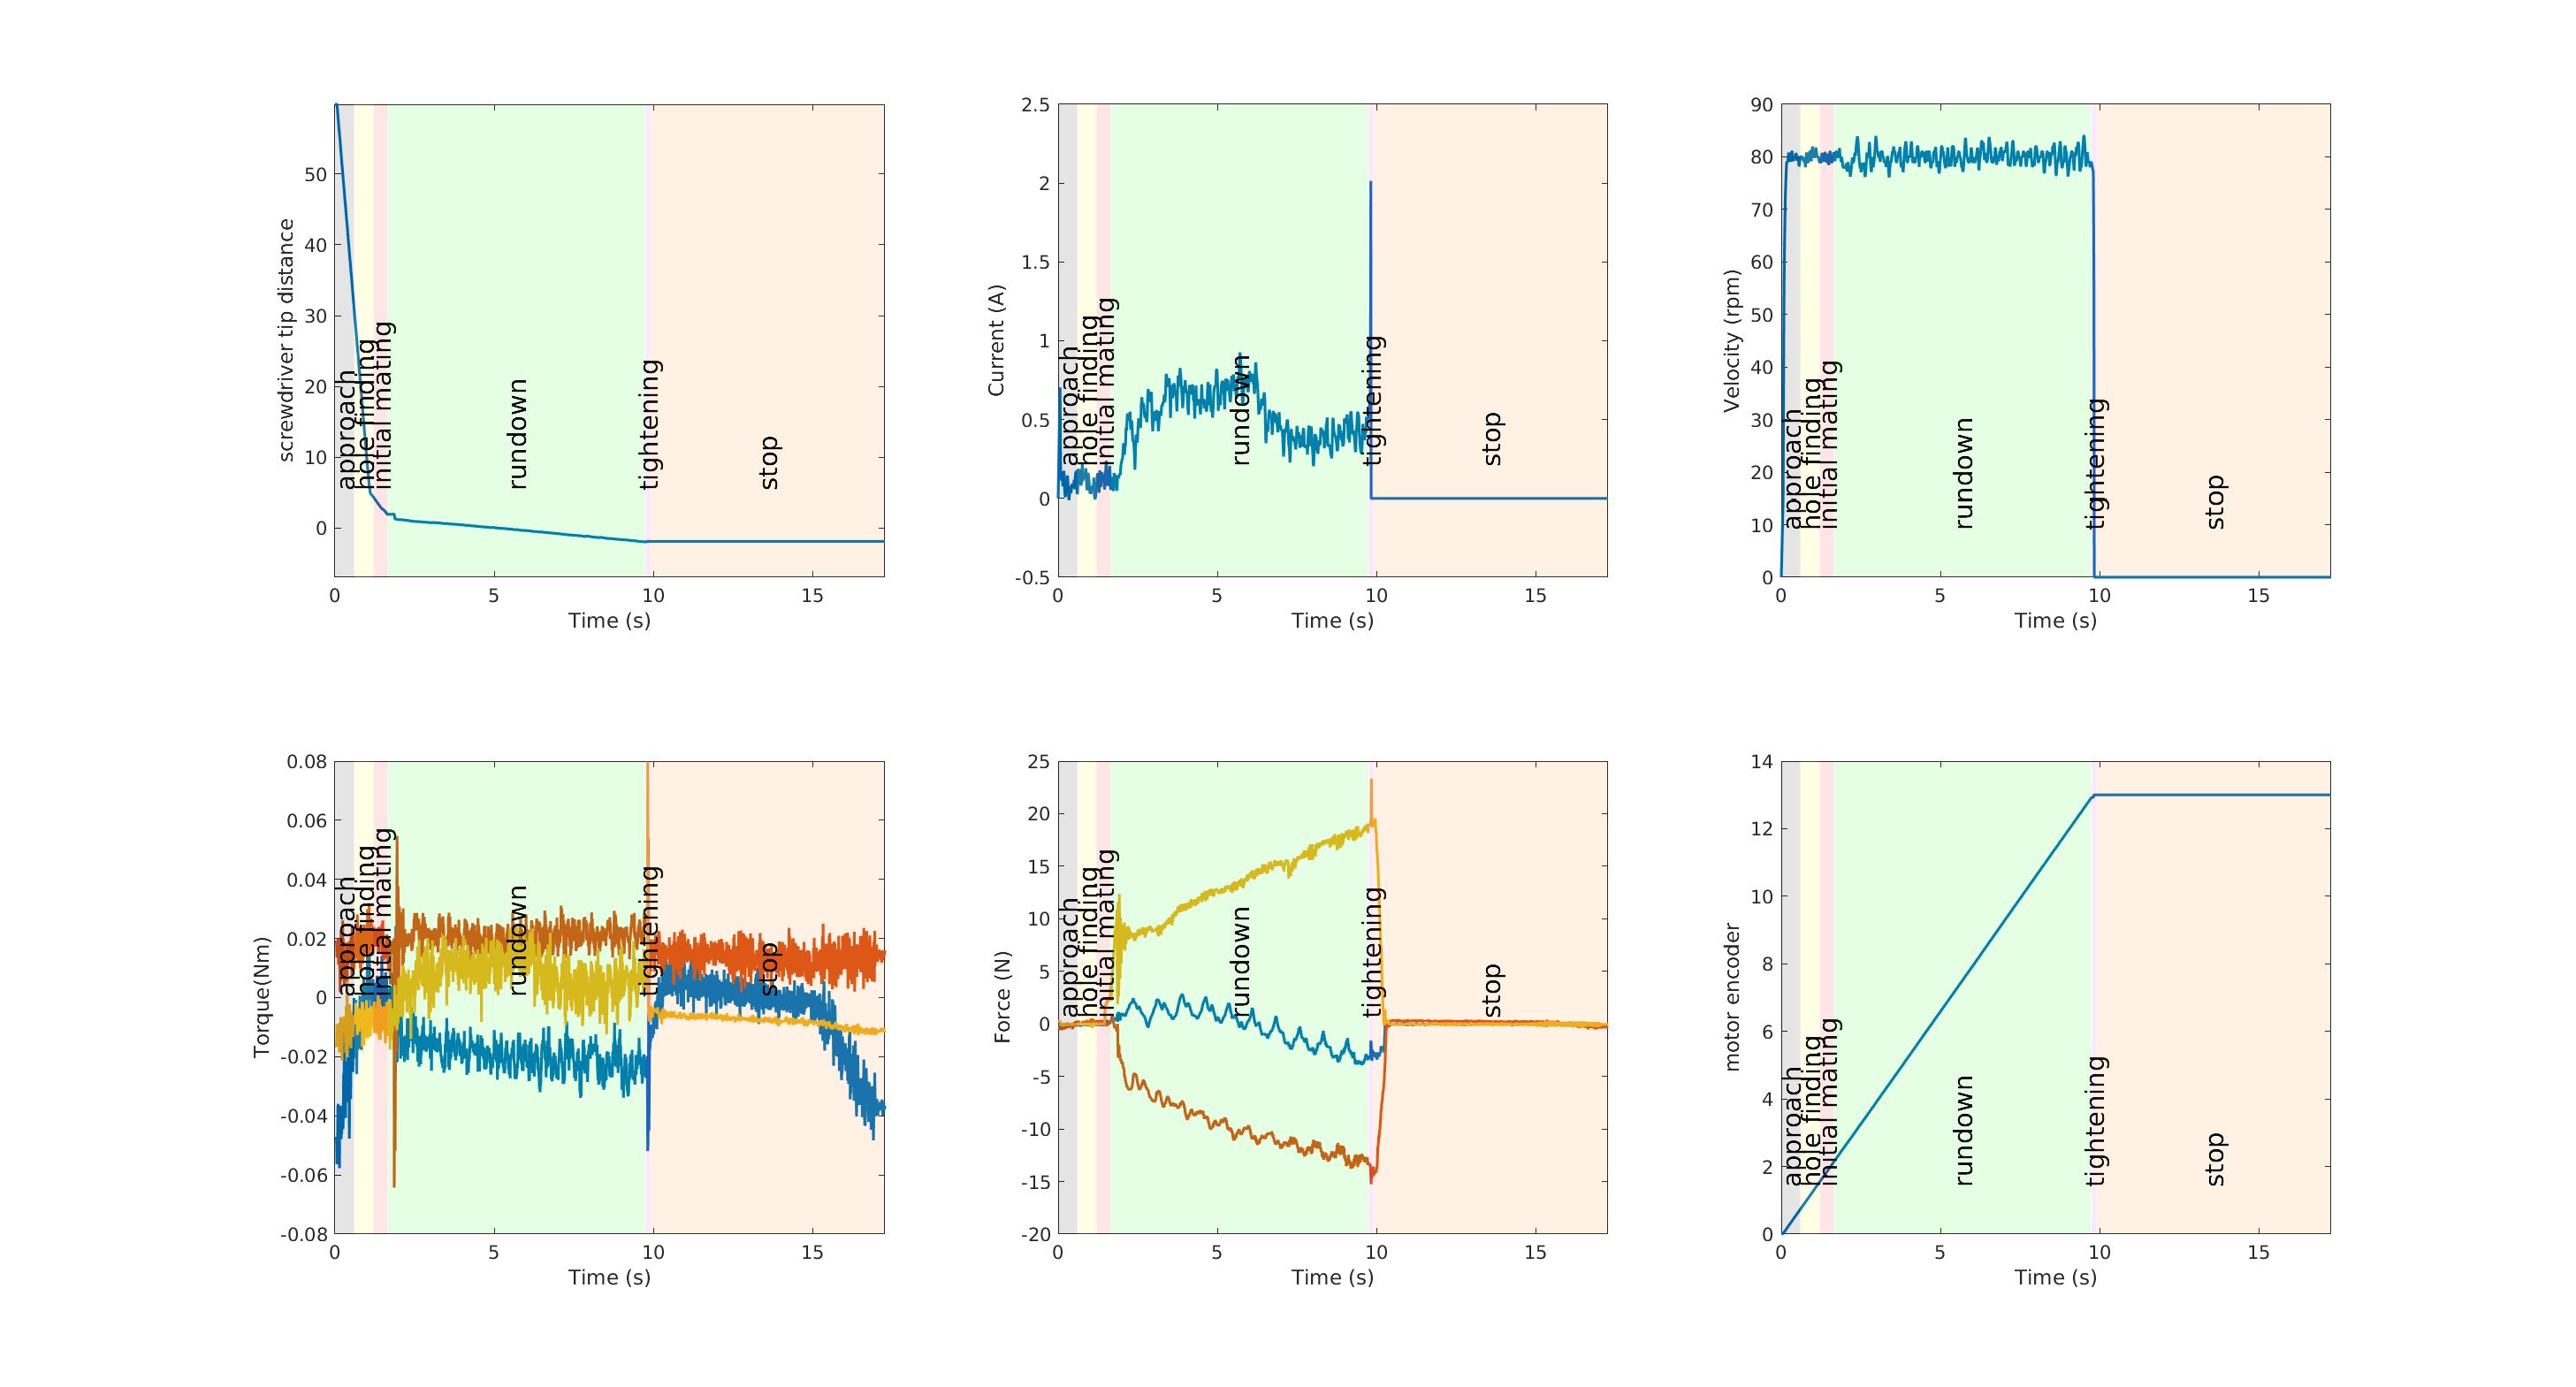 screwdriver tip distance
50
40
30
20
10
0
approach
hole finding
initial mating
rundown
tightening
stop
0 5 10 15
Time (s)
Current (A)
2.5
2
1.5
1
0.5
0
-0.5
approach
hole finding
initial mating
rundown
tightening
stop
0 5 10 15
Time (s)
Velocity (rpm)
90
80
70
60
50
40
30
20
10
0
approach
hole finding
initial mating
rundown
tightening
stop
0 5 10 15
Time (s)
Torque(Nm)
0.08
0.06
0.04
0.02
0
-0.02
-0.04
-0.06
-0.08
approach
hole finding
initial mating
rundown
tightening
stop
0 5 10 15
Time (s)
Force (N)
25
20
15
10
5
0
-5
-10
-15
-20
approach
hole finding
initial mating
rundown
tightening
stop
0 5 10 15
Time (s)
motor encoder
14
12
10
8
6
4
2
0
approach
hole finding
initial mating
rundown
tightening
stop
0 5 10 15
Time (s)